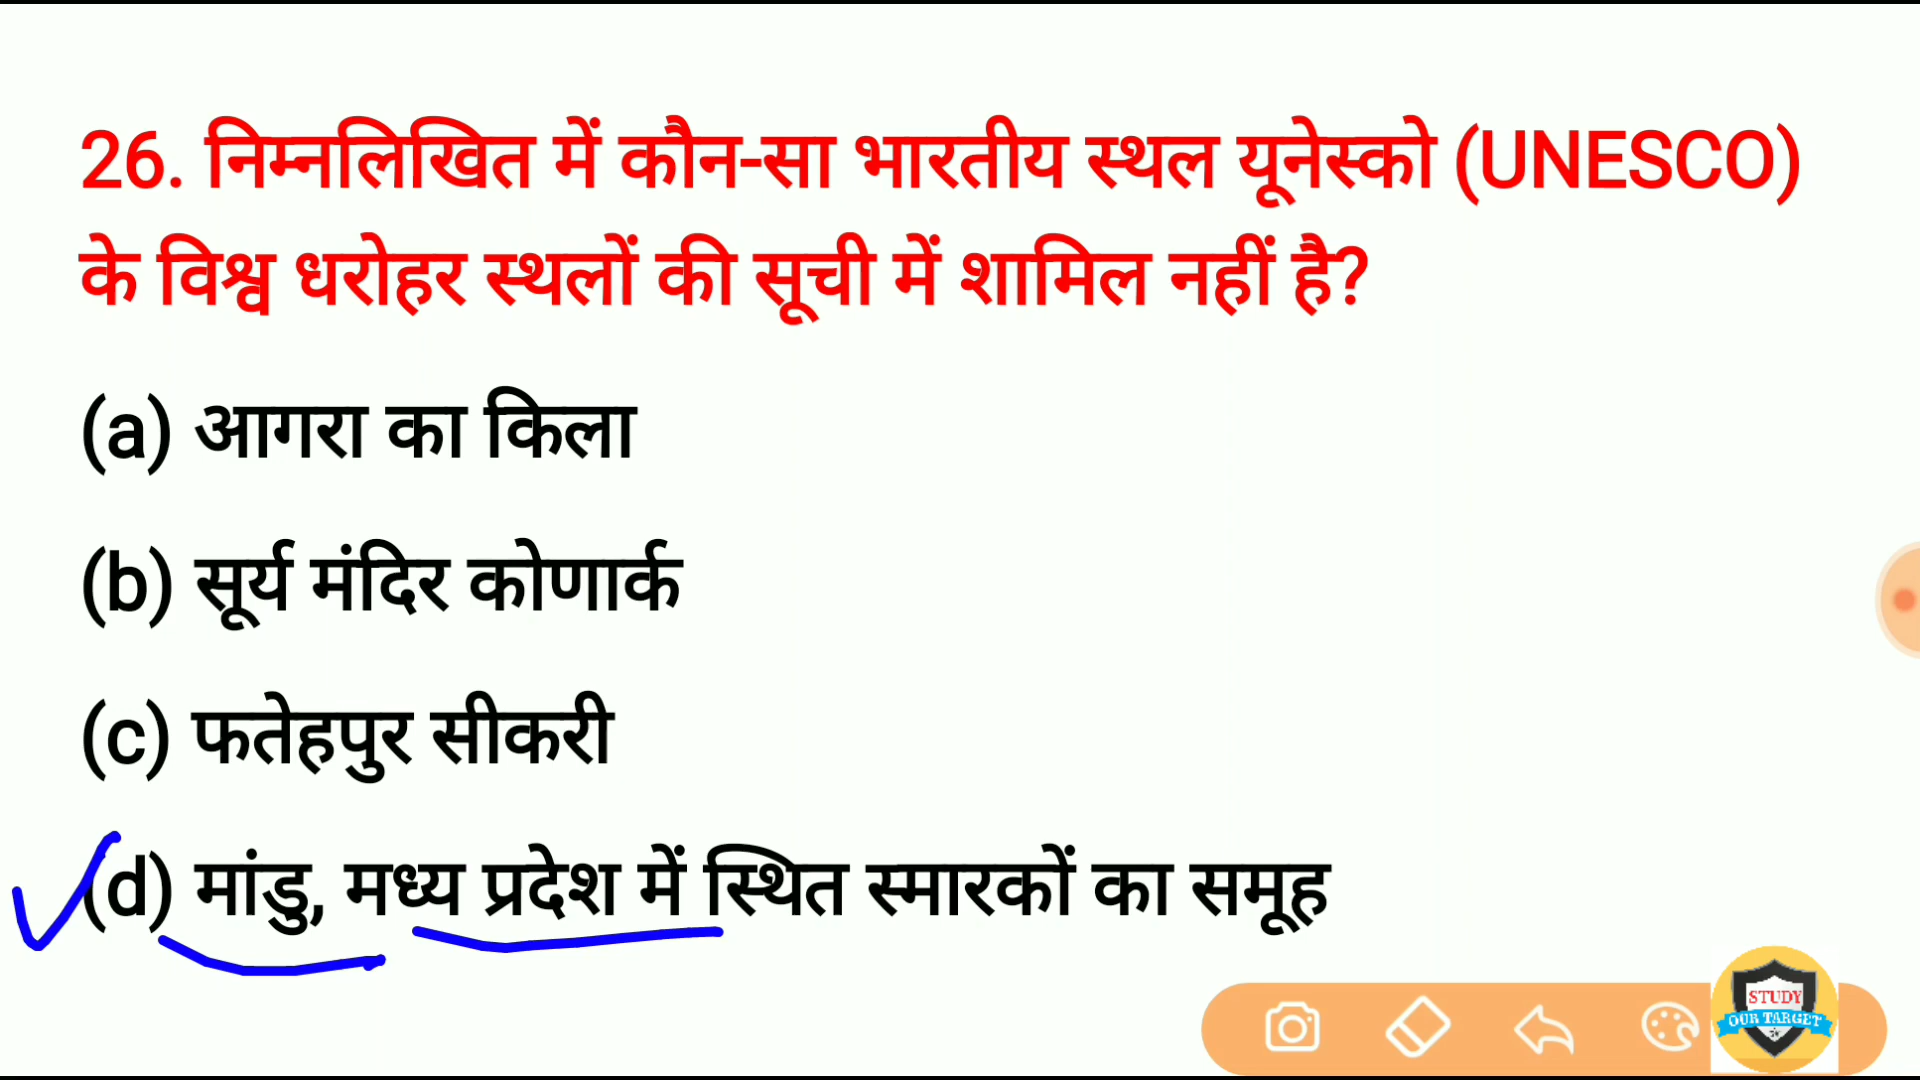 26. निम्नलिखित में कौन-सा भारतीय स्थल यूनेस्को (UNESCO)
के विश्व धरोहर स्थलों की सूची में शामिल नहीं है?
(a) आगरा का किला
(b) सूर्य मंदिर कोणार्क
(c) फतेहपुर सीकरी
(d) मांडु, मध्य प्रदेश में स्थित स्मारकों का समूह
STUDY
OUR TARGET